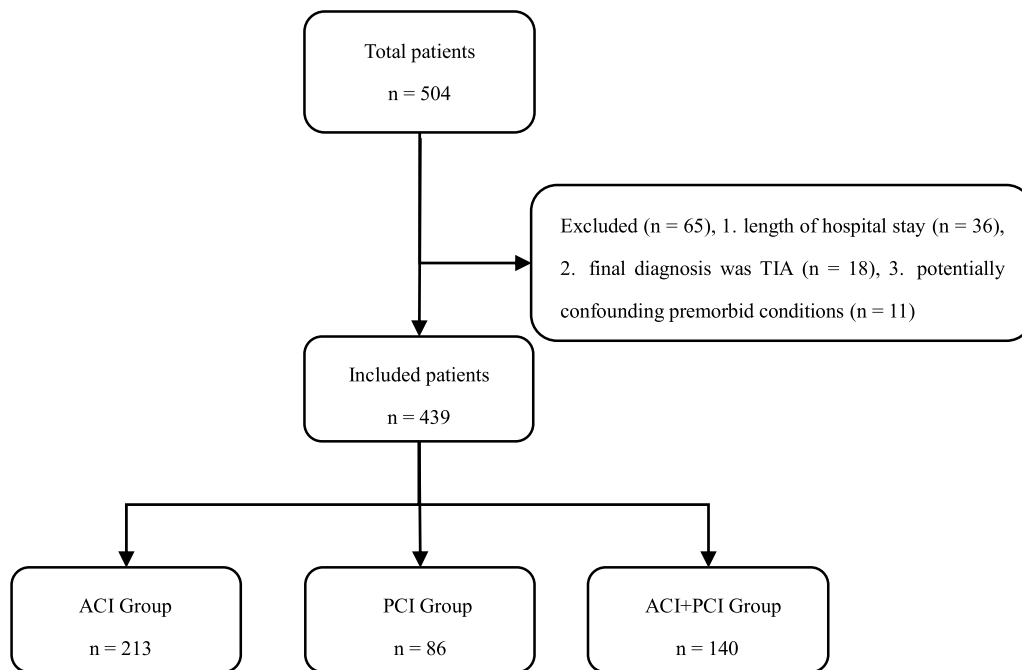 Total patients
n = 504
Excluded (n = 65), 1. length of hospital stay (n = 36),
2. final diagnosis was TIA (n = 18), 3. potentially
confounding premorbid conditions (n = 11)
Included patients
n = 439
ACI Group
n = 213
PCI Group
n = 86
ACI+PCI Group
n = 140